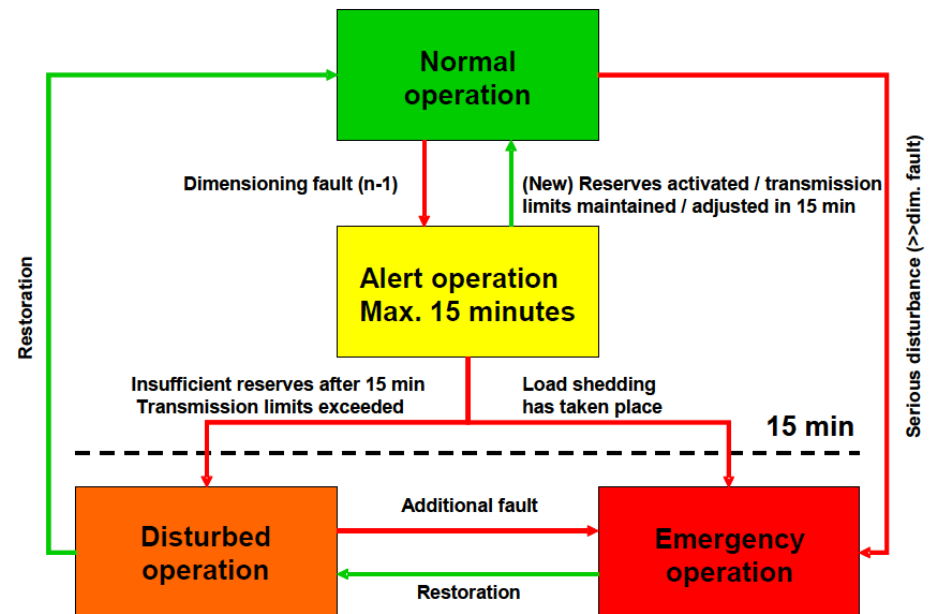 Normal
operation
Dimensioning fault (n-1)
(New) Reserves activated / transmission
limits maintained / adjusted in 15 min
Serious disturbance (>>dim. fault)
Restoration
Alert operation
Max. 15 minutes
Insufficient reserves after 15 min
Transmission limits exceeded
Load shedding
has taken place
15 min
Disturbed
operation
Additional fault
Emergency
operation
Restoration